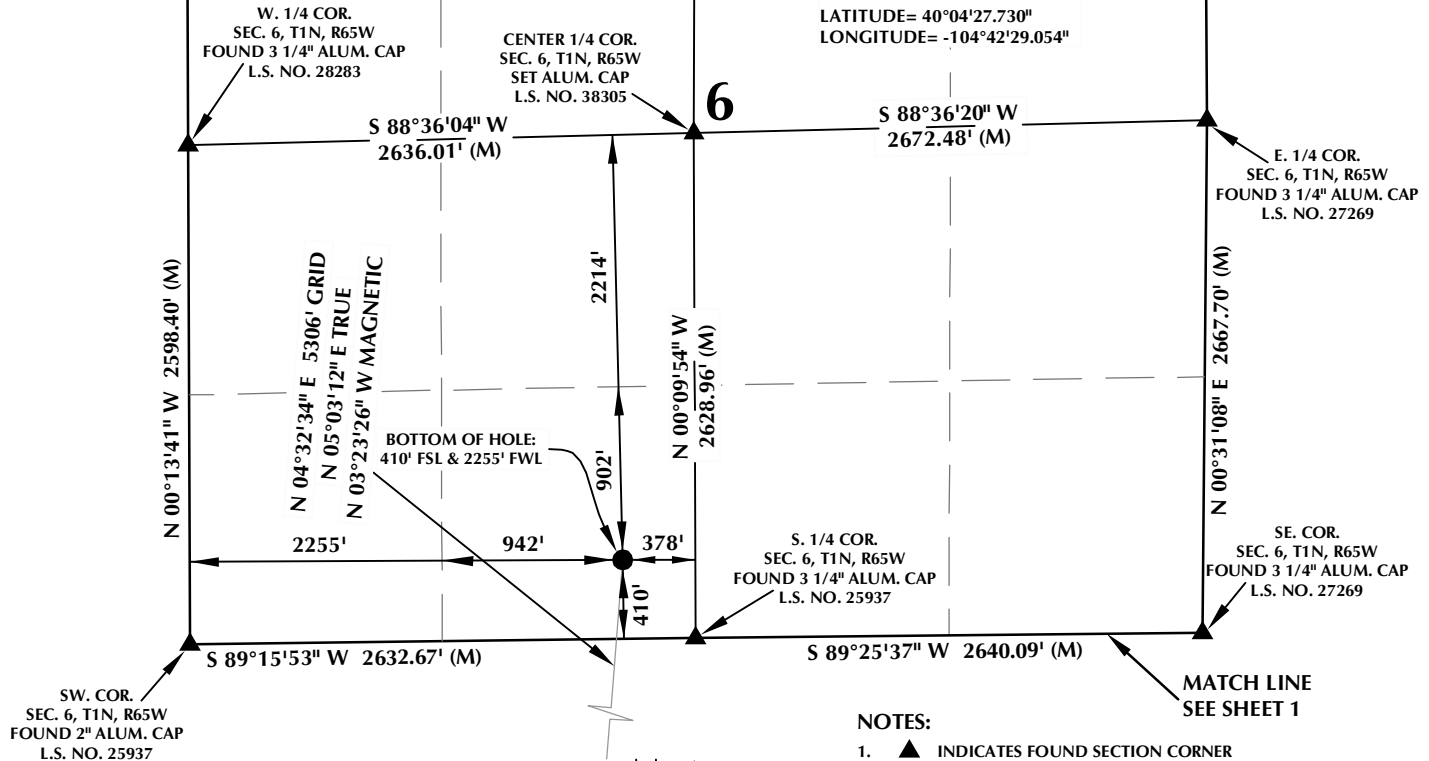 W. 1/4 COR.
SEC. 6, T1N, R65W
FOUND 3 1/4" ALUM. CAP
L.S. NO. 28283
CENTER 1/4 COR.
SEC. 6, T1N, R65W
SET ALUM. CAP
L.S. NO. 38305
LATITUDE= 40°04'27.730"
LONGITUDE= -104°42'29.054"
6
S 88°36'04" W
2636.01' (M)
S 88°36'20" W
2672.48' (M)
E. 1/4 COR.
SEC. 6, T1N, R65W
FOUND 3 1/4" ALUM. CAP
L.S. NO. 27269
N 00°13'41" W 2598.40' (M)
N 04°32'34" E 5306' GRID
N 05°03'12" E TRUE
N 03°23'26" W MAGNETIC
2214'
N 00°09'54" W
2628.96' (M)
N 00°31'08" E 2667.70' (M)
BOTTOM OF HOLE:
410' FSL & 2255' FWL
902'
2255'
942'
378'
410'
S. 1/4 COR.
SEC. 6, T1N, R65W
FOUND 3 1/4" ALUM. CAP
L.S. NO. 25937
SE. COR.
SEC. 6, T1N, R65W
FOUND 3 1/4" ALUM. CAP
L.S. NO. 27269
S 89°15'53" W 2632.67' (M)
S 89°25'37" W 2640.09' (M)
SW. COR.
SEC. 6, T1N, R65W
FOUND 2" ALUM. CAP
L.S. NO. 25937
MATCH LINE
SEE SHEET 1
NOTES:
1. ▲ INDICATES FOUND SECTION CORNER